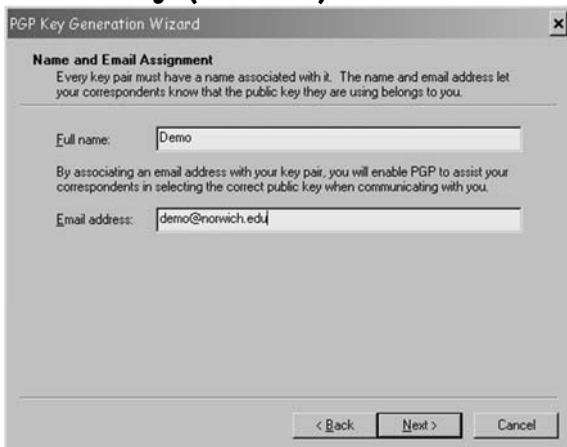 PGP Key Generation Wizard
Name and Email Assignment
Every key pair must have a name associated with it. The name and email address let
your correspondents know that the public key they are using belongs to you.
Full name:
Demo
By associating an email address with your key pair, you will enable PGP to assist your
correspondents in selecting the correct public key when communicating with you.
Email address:
demo@norwich.edu
< Back
Next >
Cancel